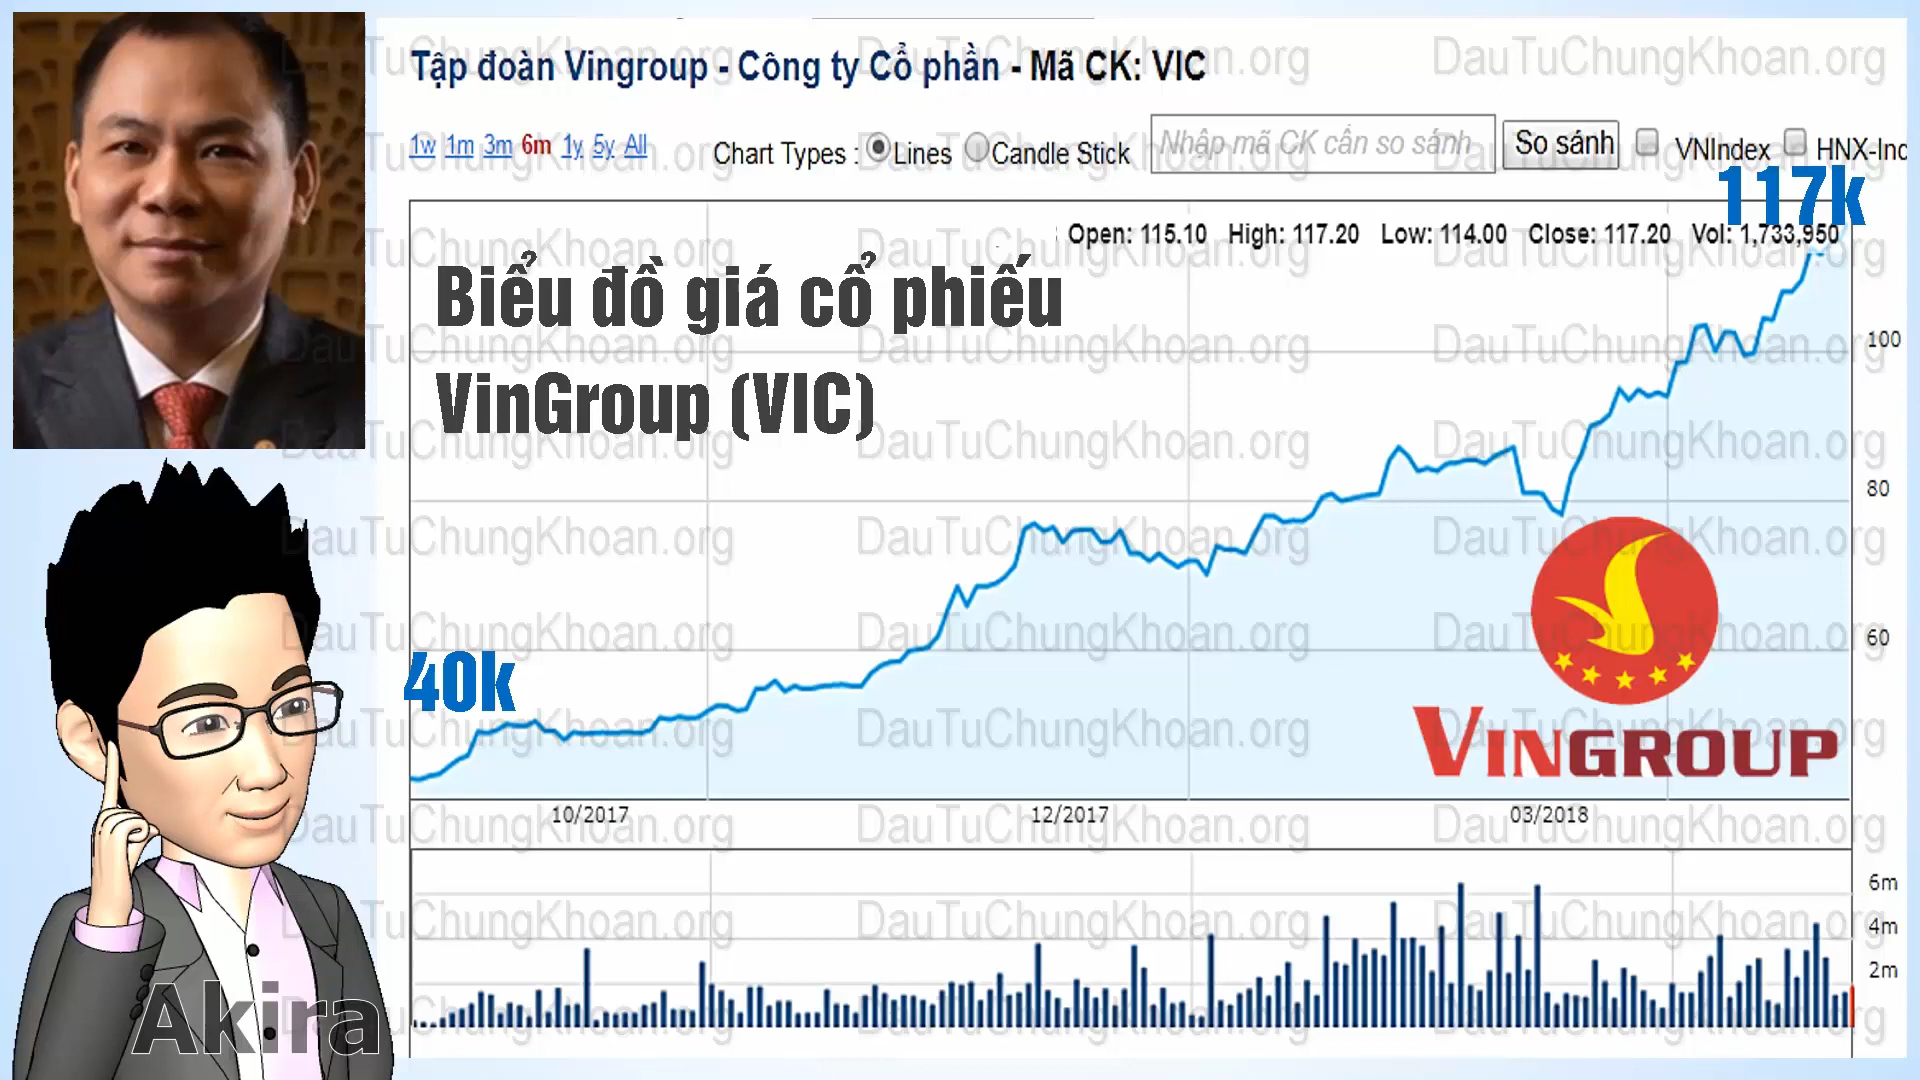 Tập đoàn Vingroup - Công ty Cổ phần - Mã CK: VIC
1w 1m 3m 6m 1y 5y All Chart Types : Lines Candle Stick Nhập mã CK cần so sánh So sánh VNIndex HNX-Ind
117k
Open: 115.10 High: 117.20 Low: 114.00 Close: 117.20 Vol: 1,733,950
Biểu đồ giá cổ phiếu
VinGroup (VIC)
100
80
60
40k
VINGROUP
10/2017 12/2017 03/2018
6m
4m
2m
Akira
DauTuChungKhoan.org